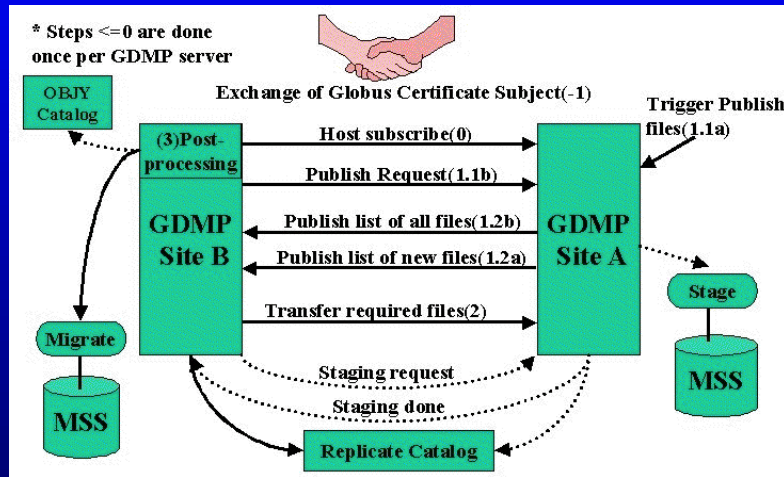 * Steps <=0 are done
once per GDMP server
Exchange of Globus Certificate Subject(-1)
OBJY
Catalog
(3)Post-
processing
Host subscribe(0)
Trigger Publish
files(1.1a)
Publish Request(1.1b)
GDMP
Site B
Publish list of all files(1.2b)
GDMP
Site A
Publish list of new files(1.2a)
Stage
Transfer required files(2)
Migrate
Staging request
MSS
MSS
Staging done
Replicate Catalog